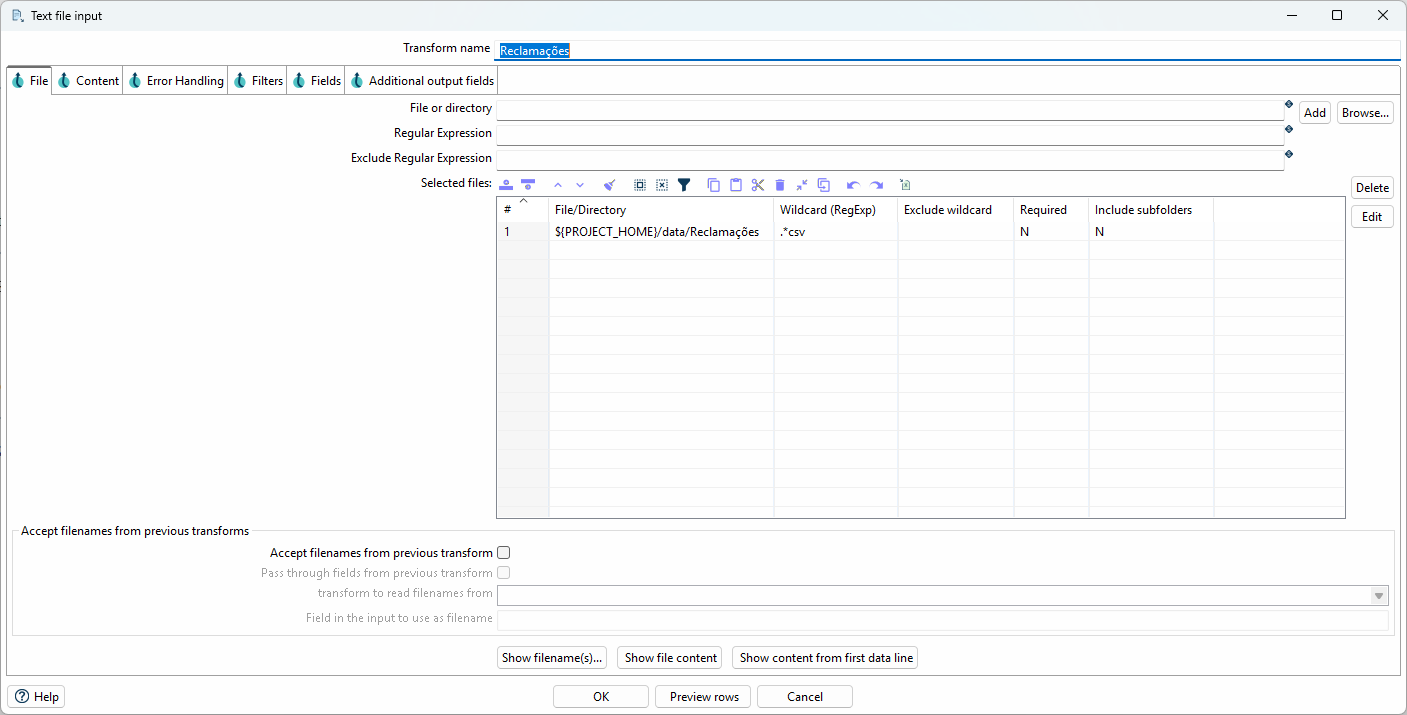 Text file input
Transform name Reclamações
File Content Error Handling Filters Fields Additional output fields
File or directory Add Browse...
Regular Expression
Exclude Regular Expression
Selected files: Delete
# File/Directory Wildcard (RegExp) Exclude wildcard Required Include subfolders Edit
1 ${PROJECT_HOME}/data/Reclamações .*csv N N
Accept filenames from previous transforms
Accept filenames from previous transform
Pass through fields from previous transform
transform to read filenames from
Field in the input to use as filename
Show filename(s)... Show file content Show content from first data line
Help OK Preview rows Cancel